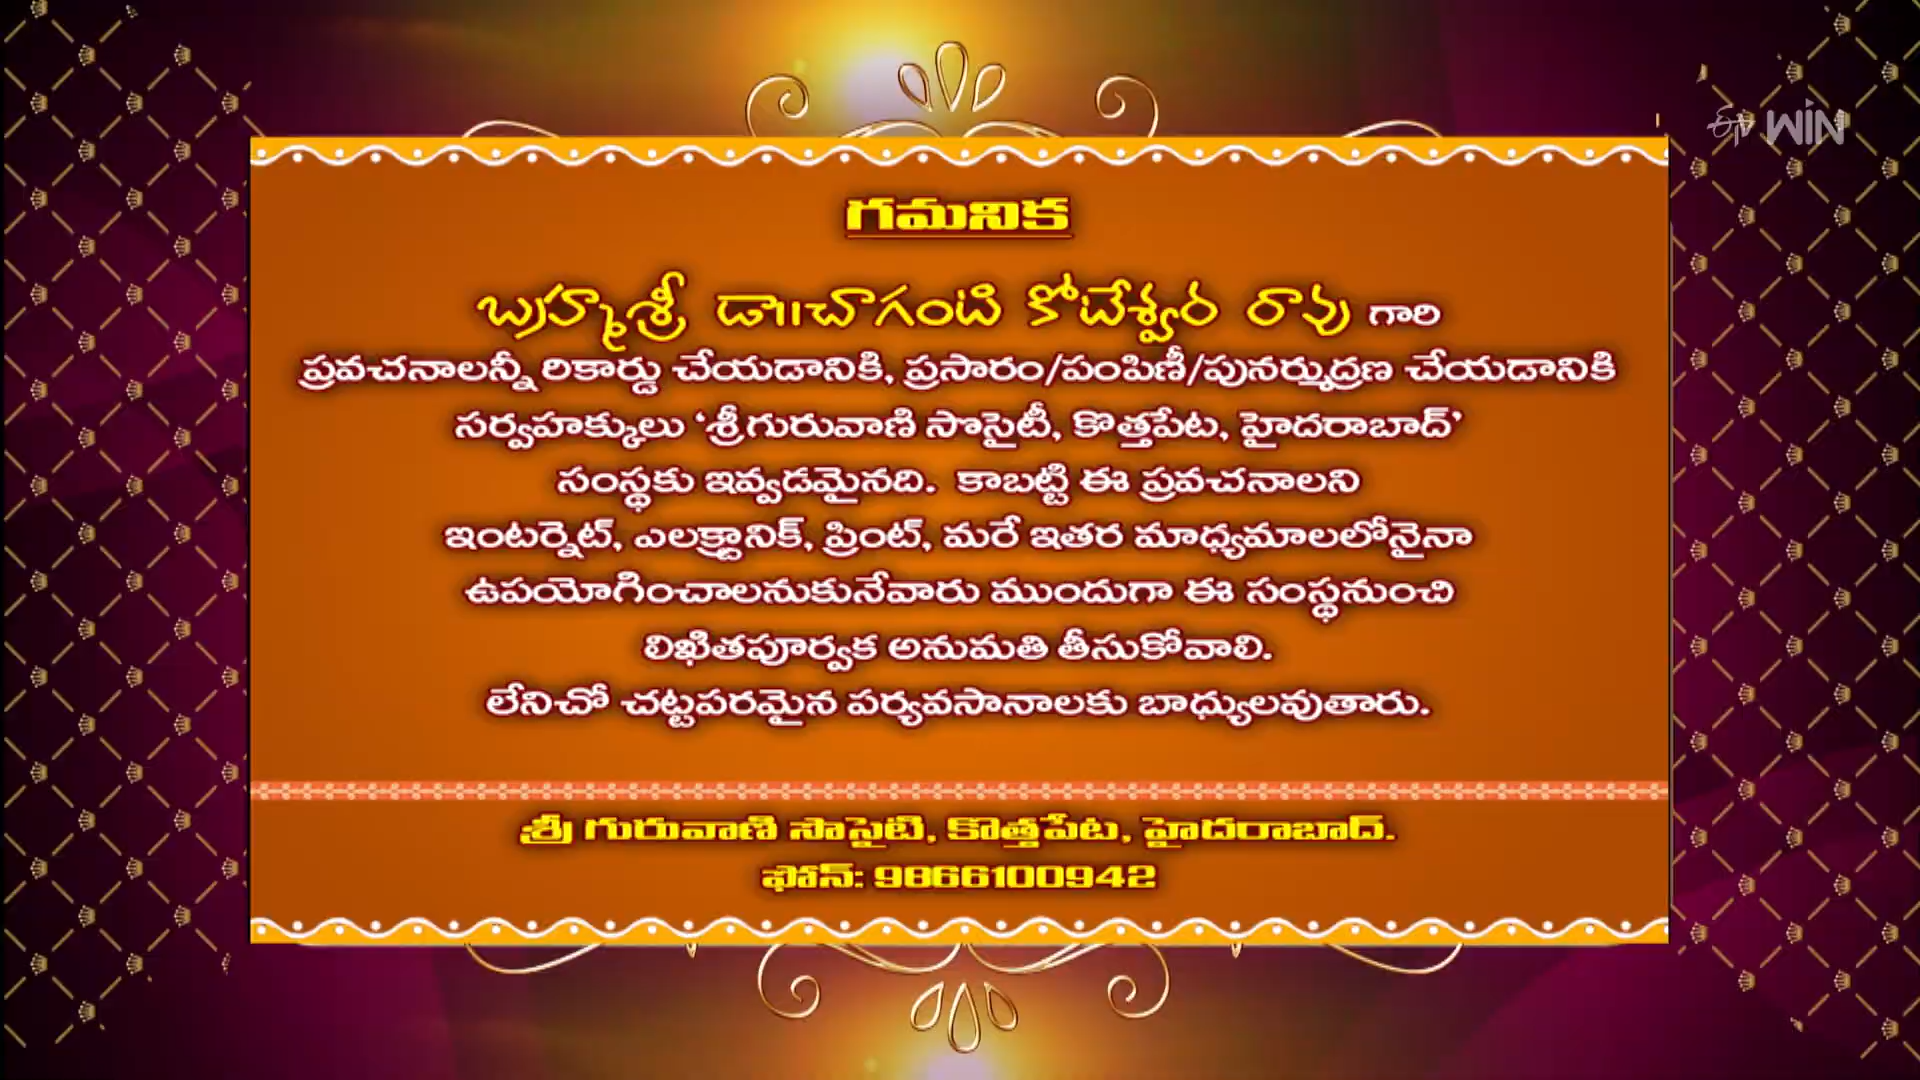 ఈటీవీ WIN
గమనిక
బ్రహ్మశ్రీ డా॥చాగంటి కోటేశ్వర రావు గారి
ప్రవచనాలన్నీ రికార్డు చేయడానికి, ప్రసారం/పంపిణీ/పునర్ముద్రణ చేయడానికి
సర్వహక్కులు ‘శ్రీగురువాణి సొసైటీ, కొత్తపేట, హైదరాబాద్’
సంస్థకు ఇవ్వడమైనది. కాబట్టి ఈ ప్రవచనాలని
ఇంటర్నెట్, ఎలక్ట్రానిక్, ప్రింట్, మరే ఇతర మాధ్యమాలలోనైనా
ఉపయోగించాలనుకునేవారు ముందుగా ఈ సంస్థనుంచి
లిఖితపూర్వక అనుమతి తీసుకోవాలి.
లేనిచో చట్టపరమైన పర్యవసానాలకు బాధ్యులవుతారు.
శ్రీ గురువాణి సొసైటి, కొత్తపేట, హైదరాబాద్.
ఫోన్: 9866100942